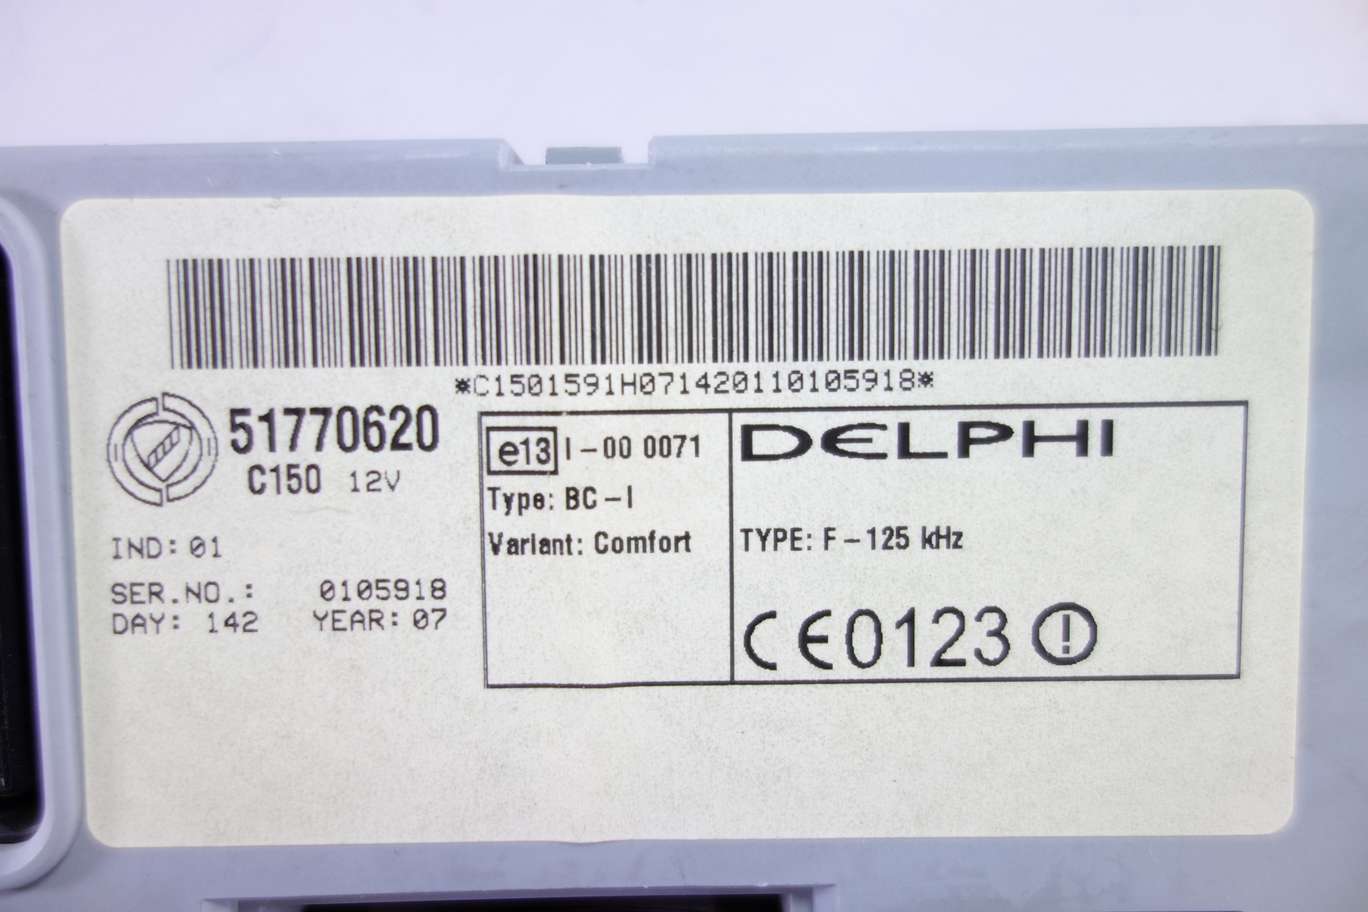 *C1501591H071420110105918*
51770620
C150 12V
IND: 01
SER.NO.: 0105918
DAY: 142 YEAR: 07
e13 I-00 0071
Type: BC-I
Variant: Comfort
DELPHI
TYPE: F-125 kHz
CE0123